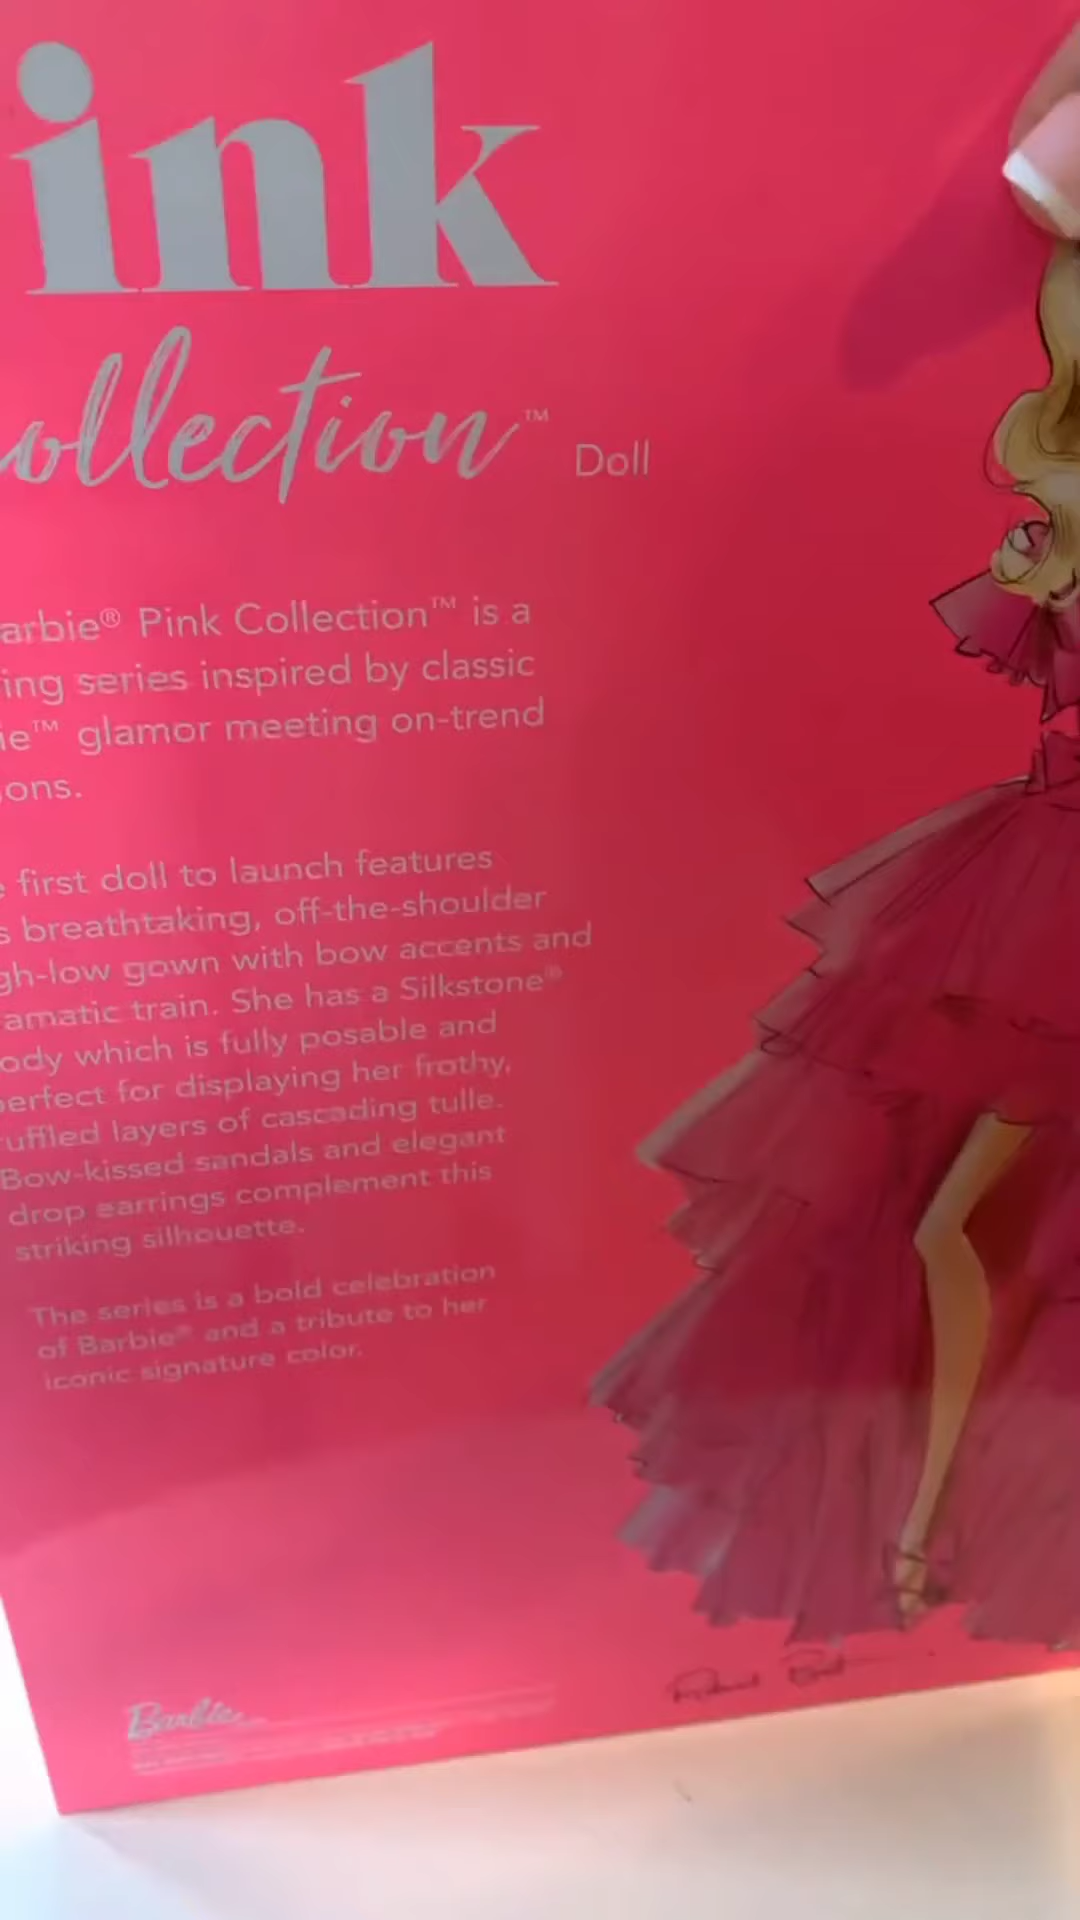 ink
ollection™ Doll
arbie® Pink Collection™ is a
ing series inspired by classic
ie™ glamor meeting on-trend
ons.
e first doll to launch features
s breathtaking, off-the-shoulder
gh-low gown with bow accents and
amatic train. She has a Silkstone®
ody which is fully posable and
perfect for displaying her frothy,
ruffled layers of cascading tulle.
Bow-kissed sandals and elegant
drop earrings complement this
striking silhouette.
The series is a bold celebration
of Barbie® and a tribute to her
iconic signature color.
Barbie